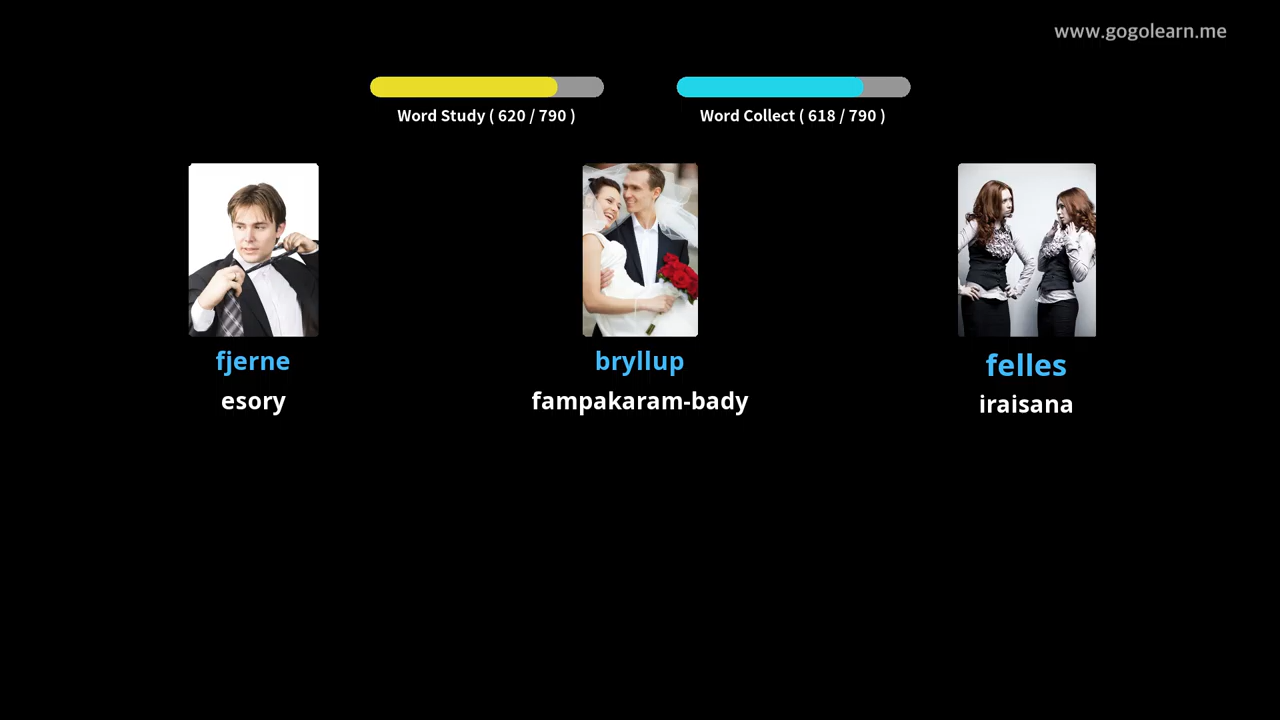 www.gogolearn.me
Word Study ( 620 / 790 )
Word Collect ( 618 / 790 )
fjerne
bryllup
felles
esory
fampakaram-bady
iraisana